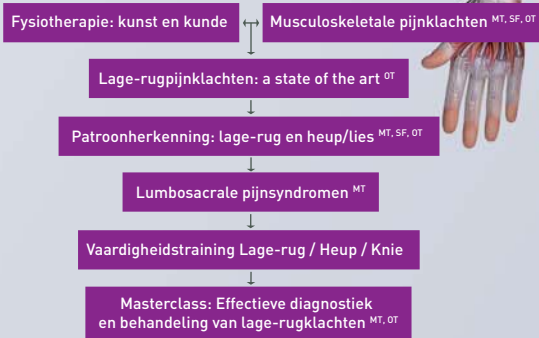 Fysiotherapie: kunst en kunde
Musculoskeletale pijnklachten MT, SF, OT
Lage-rugpijnklachten: a state of the art OT
Patroonherkenning: lage-rug en heup/lies MT, SF, OT
Lumbosacrale pijnsyndromen MT
Vaardigheidstraining Lage-rug / Heup / Knie
Masterclass: Effectieve diagnostiek
en behandeling van lage-rugklachten MT, OT